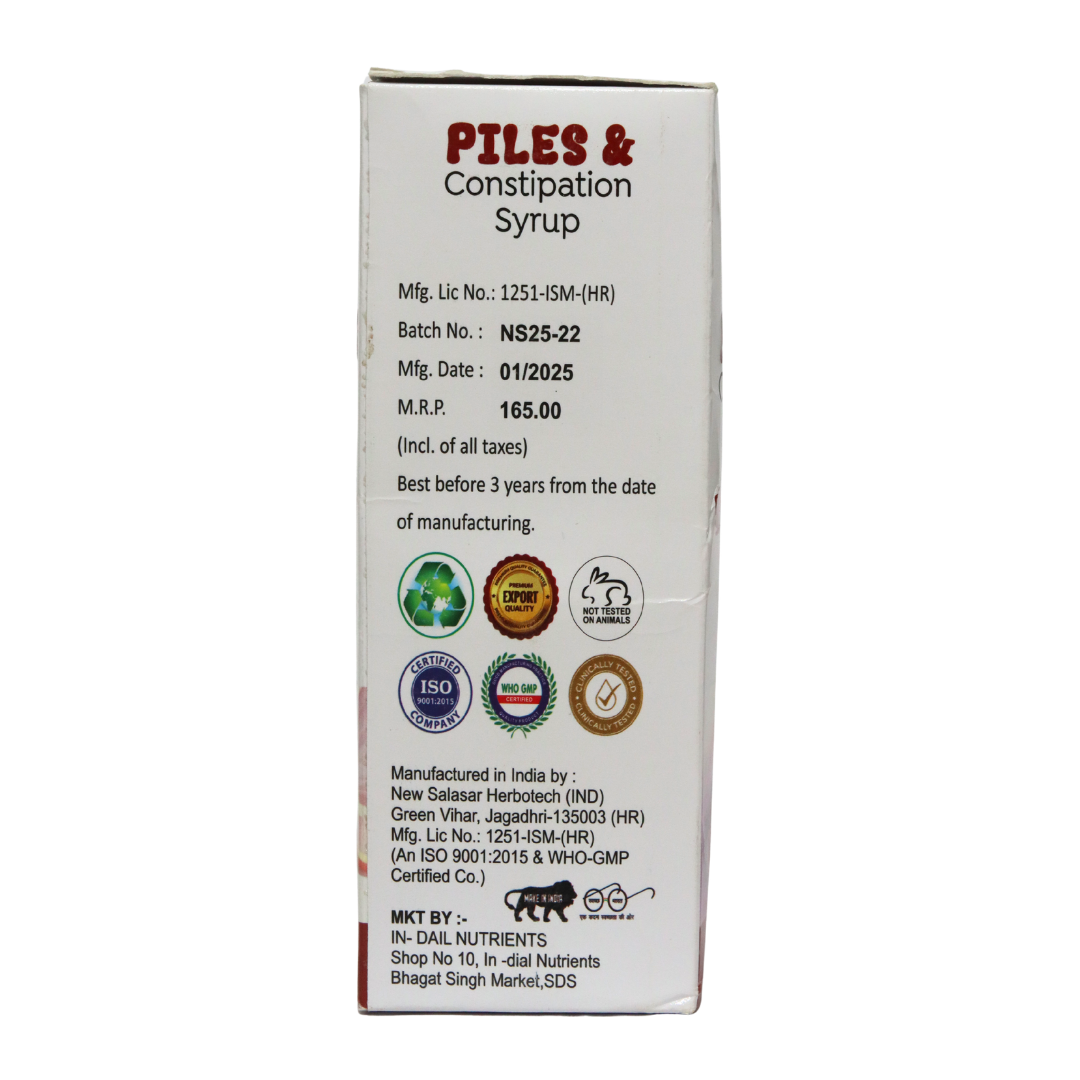 PILES &
Constipation
Syrup
Mfg. Lic No.: 1251-ISM-(HR)
Batch No. : NS25-22
Mfg. Date : 01/2025
M.R.P. 165.00
(Incl. of all taxes)
Best before 3 years from the date
of manufacturing.
PREMIUM
EXPORT
QUALITY
NOT TESTED
ON ANIMALS
CERTIFIED
ISO
9001:2015
COMPANY
WHO GMP
CERTIFIED
CLINICALLY TESTED
CLINICALLY TESTED
Manufactured in India by :
New Salasar Herbotech (IND)
Green Vihar, Jagadhri-135003 (HR)
Mfg. Lic No.: 1251-ISM-(HR)
(An ISO 9001:2015 & WHO-GMP
Certified Co.)
MAKE IN INDIA
एक कदम स्वच्छता की ओर
MKT BY :-
IN- DAIL NUTRIENTS
Shop No 10, In -dial Nutrients
Bhagat Singh Market,SDS